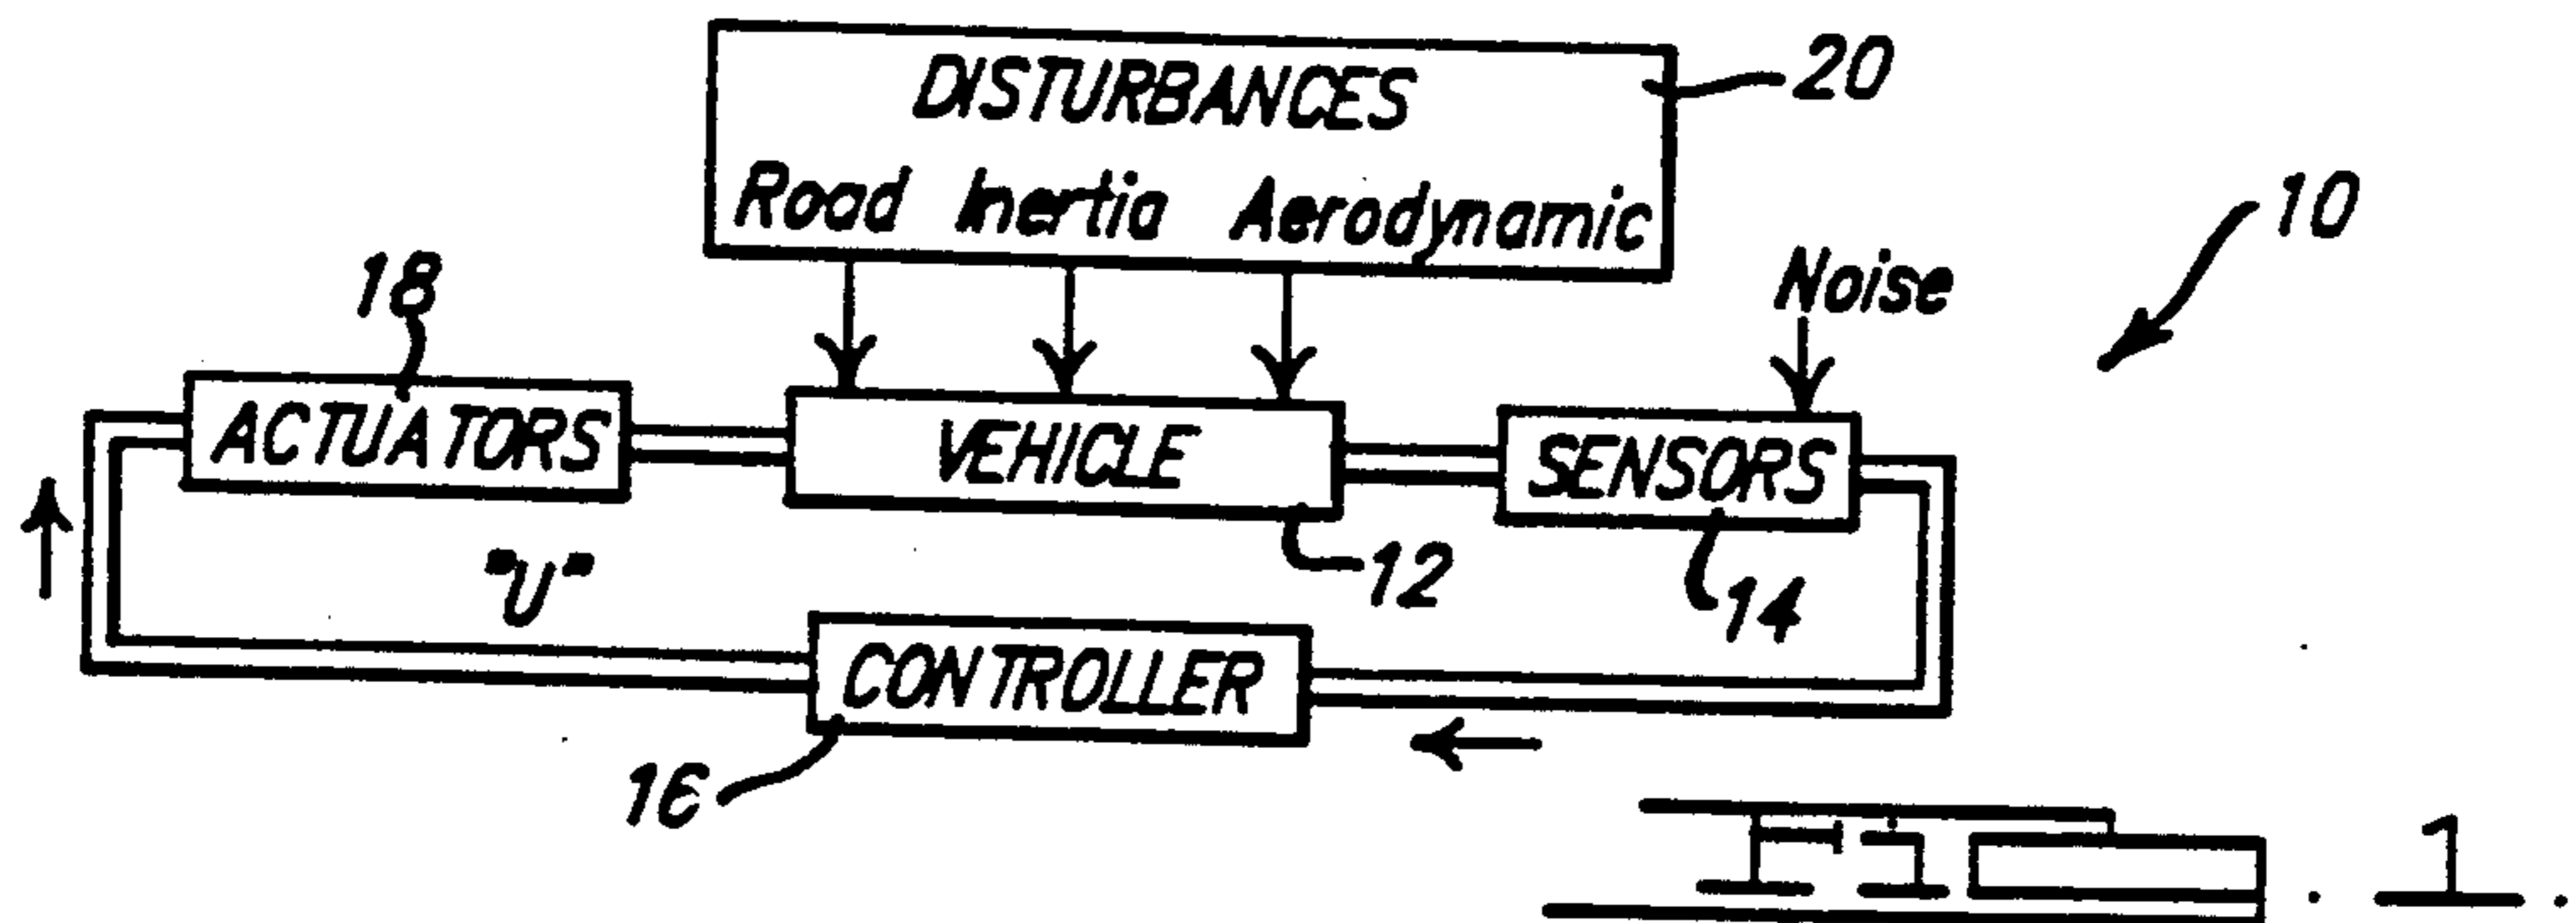 DISTURBANCES
20
Road Inertia Aerodynamic
10
Noise
18
ACTUATORS
VEHICLE
SENSORS
"U"
12
14
CONTROLLER
16
FIG. 1.